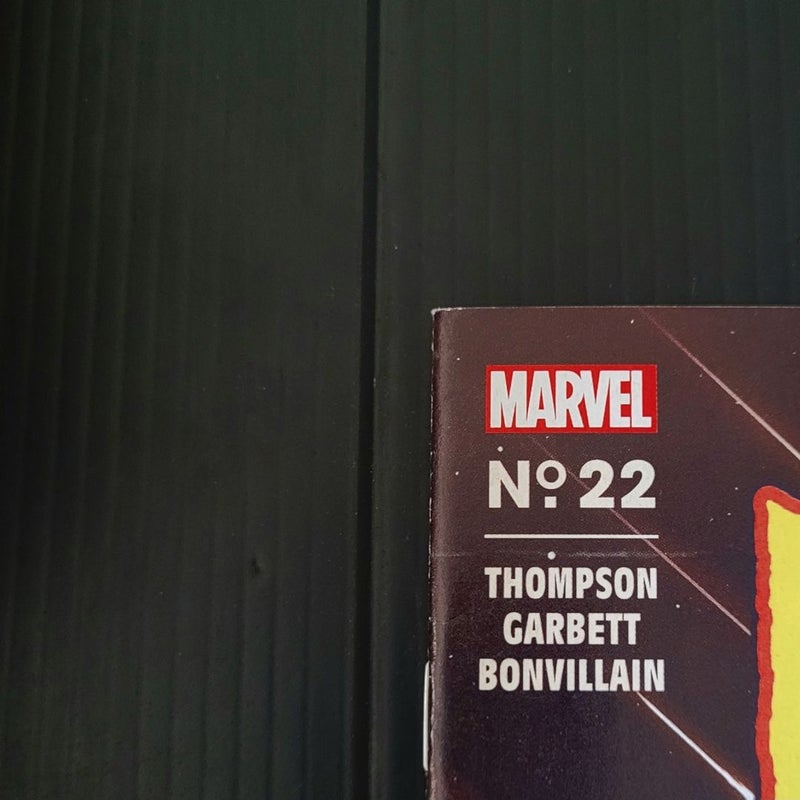 MARVEL
Nº. 22
THOMPSON
GARBETT
BONVILLAIN